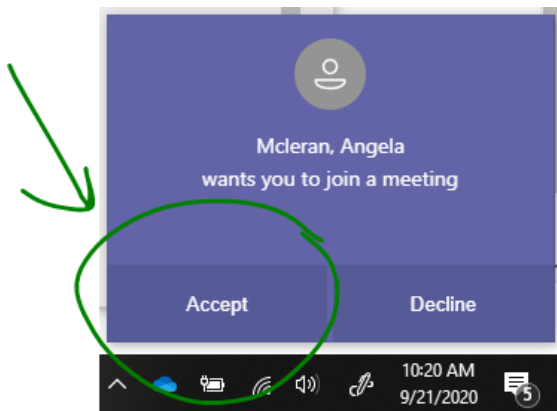 Mcleran, Angela
wants you to join a meeting
Accept Decline
10:20 AM
9/21/2020
5